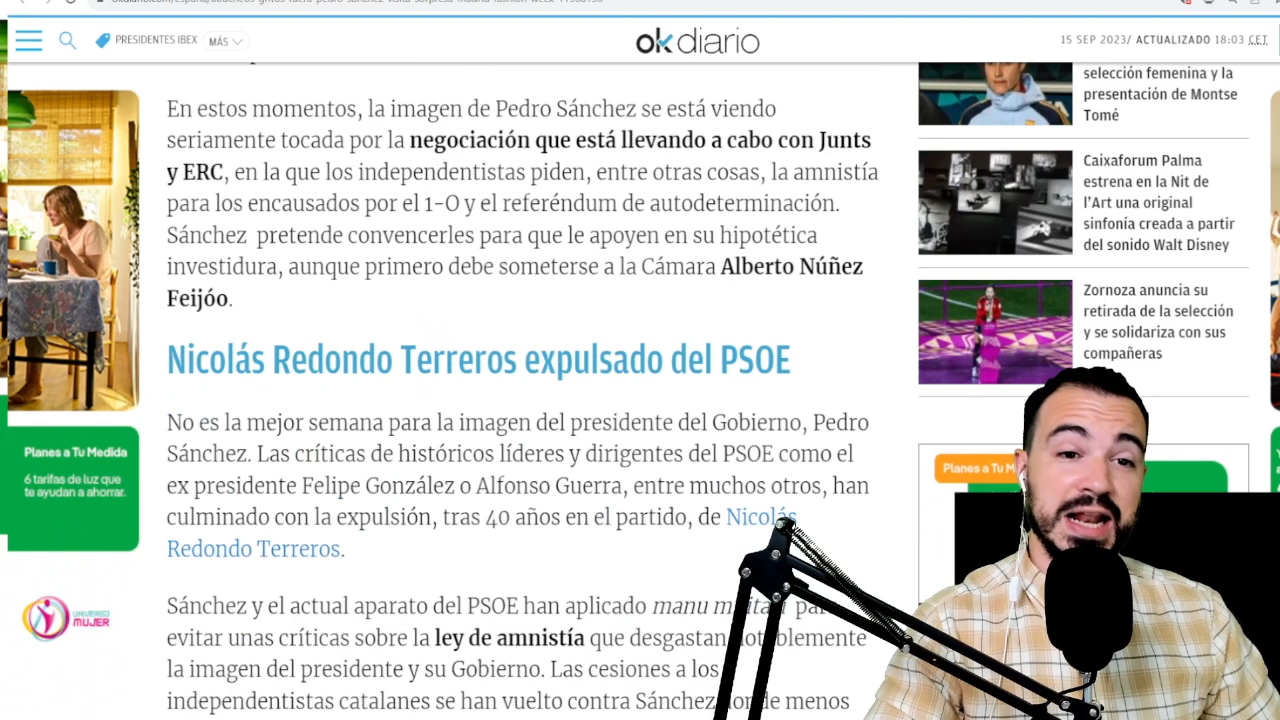 PRESIDENTES IBEX
MÁS
okdiario
15 SEP 2023/ ACTUALIZADO 18:03 CET
En estos momentos, la imagen de Pedro Sánchez se está viendo
seriamente tocada por la negociación que está llevando a cabo con Junts
y ERC, en la que los independentistas piden, entre otras cosas, la amnistía
para los encausados por el 1-O y el referéndum de autodeterminación.
Sánchez pretende convencerles para que le apoyen en su hipotética
investidura, aunque primero debe someterse a la Cámara Alberto Núñez
Feijóo.
Nicolás Redondo Terreros expulsado del PSOE
No es la mejor semana para la imagen del presidente del Gobierno, Pedro
Sánchez. Las críticas de históricos líderes y dirigentes del PSOE como el
ex presidente Felipe González o Alfonso Guerra, entre muchos otros, han
culminado con la expulsión, tras 40 años en el partido, de Nicolás
Redondo Terreros.
Sánchez y el actual aparato del PSOE han aplicado manu
evitar unas críticas sobre la ley de amnistía que desgastan
la imagen del presidente y su Gobierno. Las cesiones a los
independentistas catalanes se han vuelto contra Sánchez menos
selección femenina y la
presentación de Montse
Tomé
Caixaforum Palma
estrena en la Nit de
l'Art una original
sinfonía creada a partir
del sonido Walt Disney
Zornoza anuncia su
retirada de la selección
y se solidariza con sus
compañeras
Planes a Tu Medida
6 tarifas de luz que
te ayudan a ahorrar.
UNIVERSO
MUJER
Planes a Tu